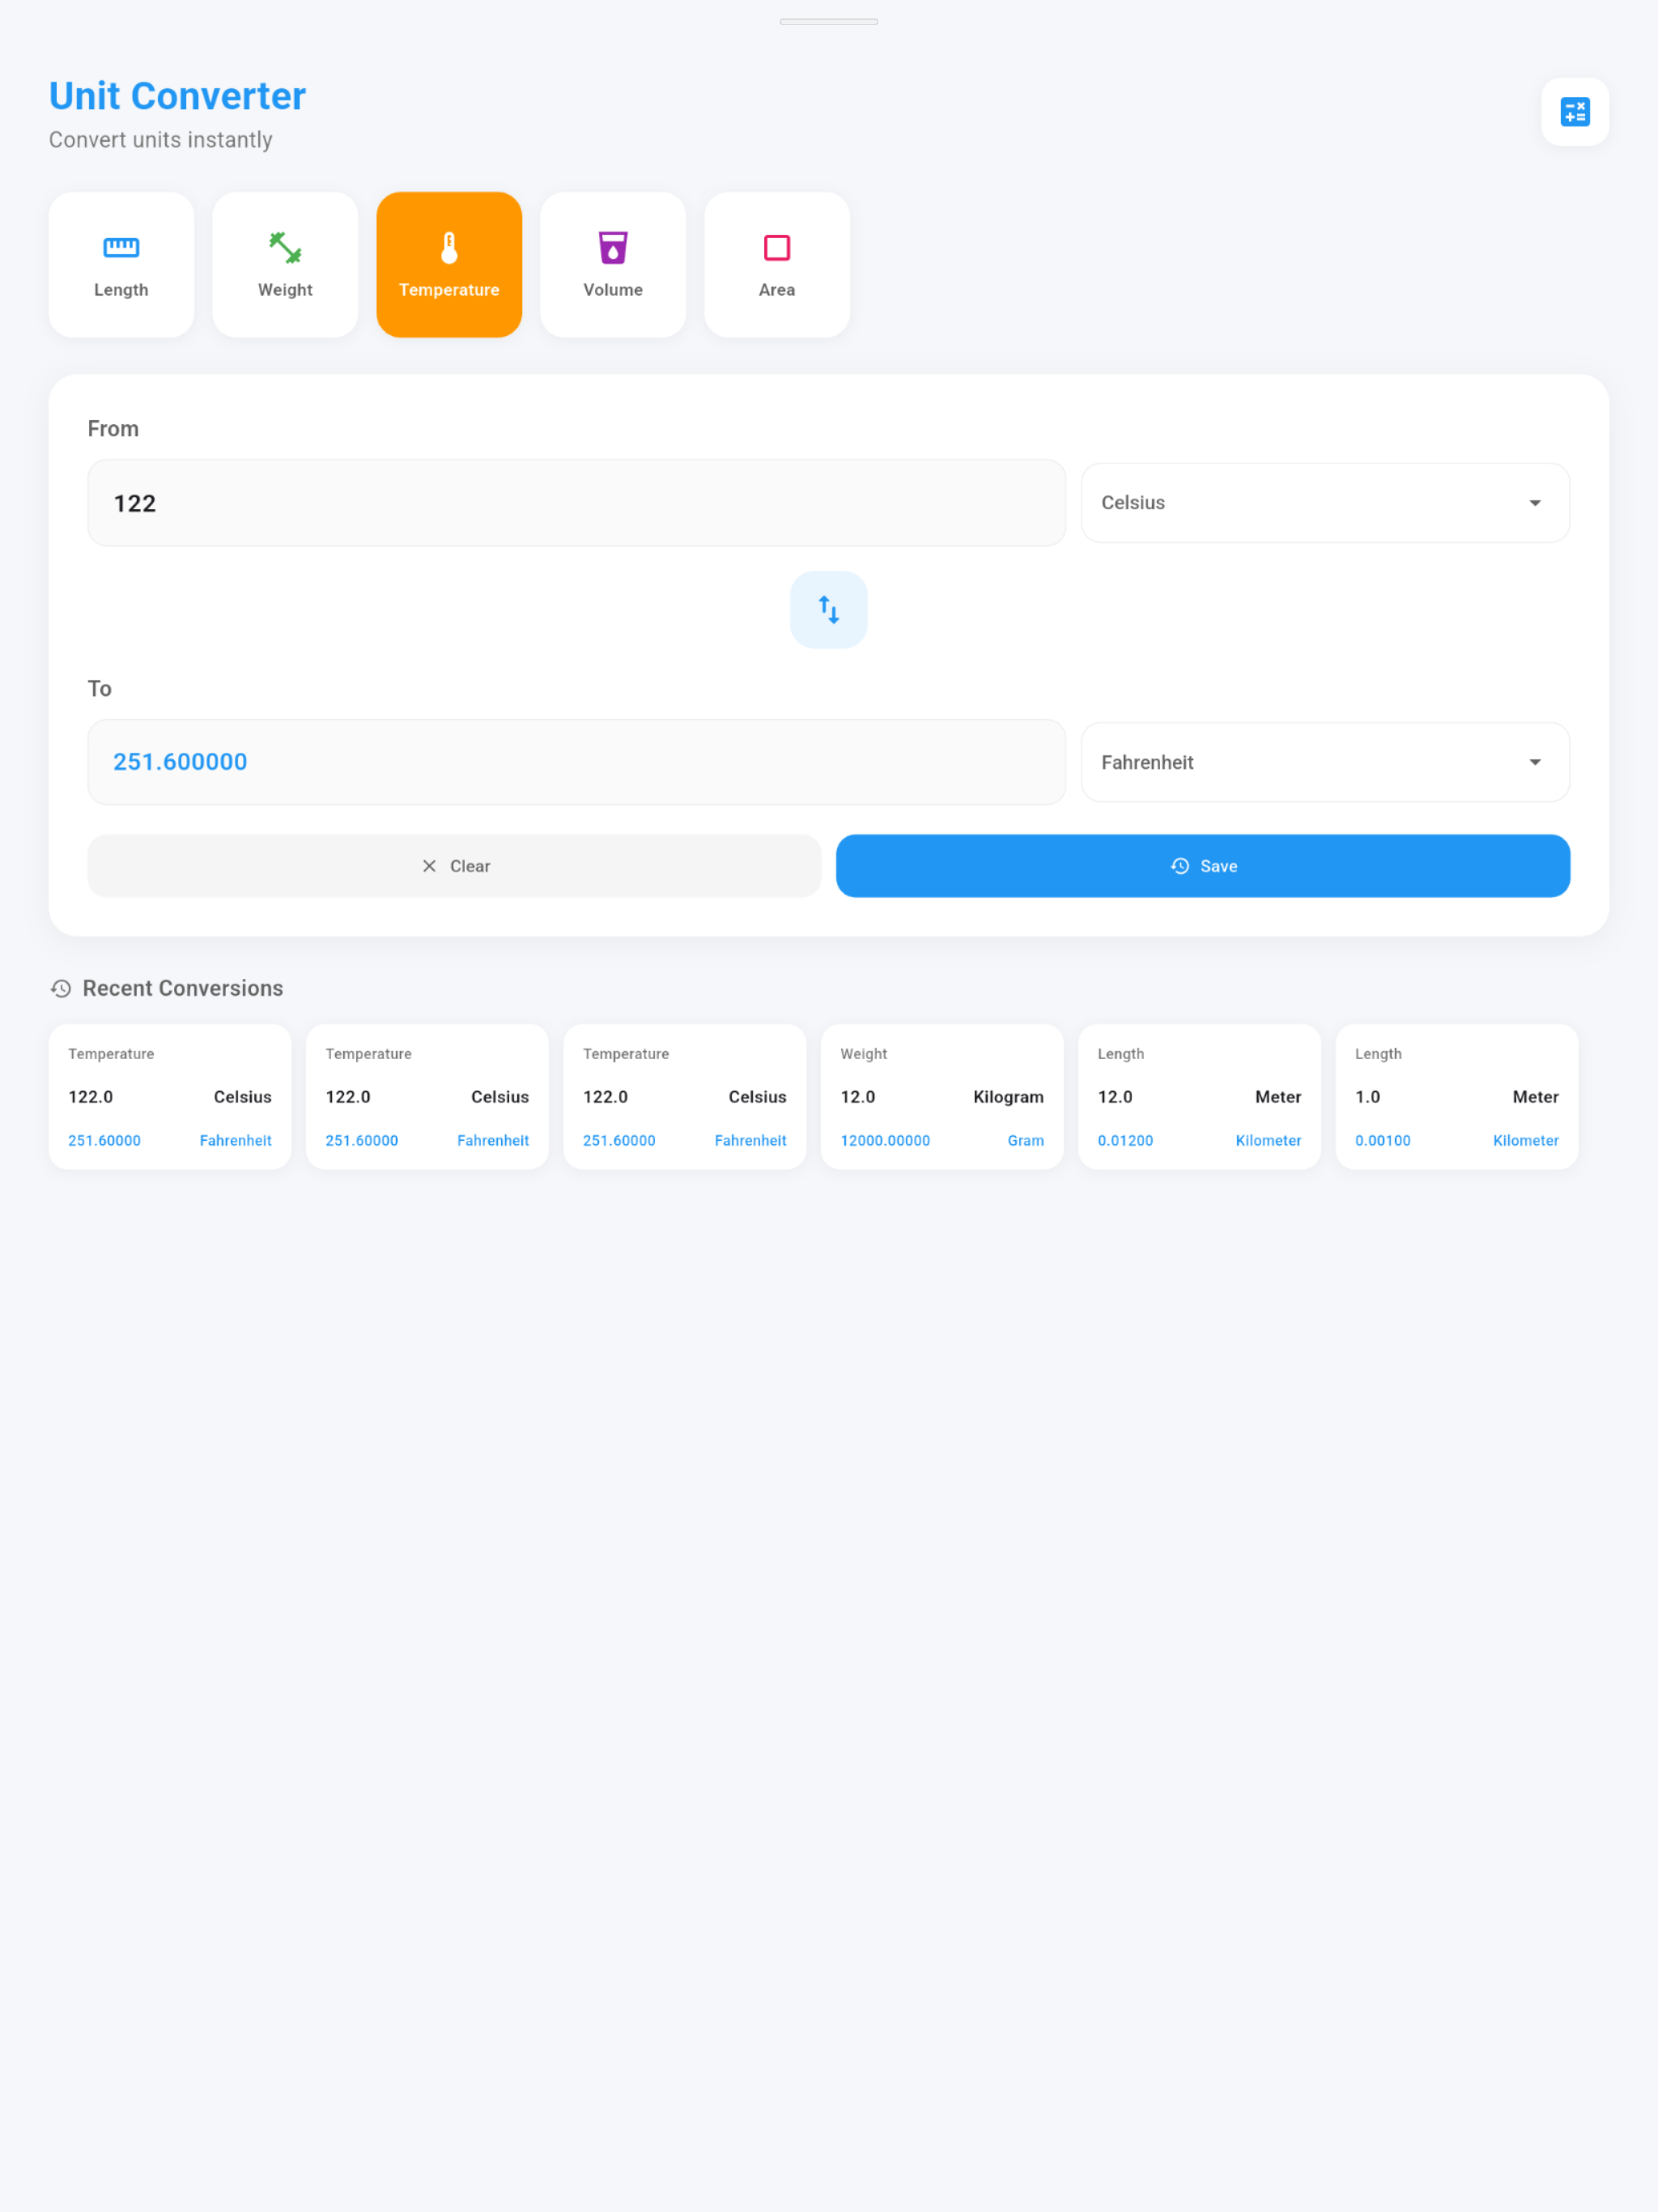 Unit Converter
Convert units instantly
Length
Weight
Temperature
Volume
Area
From
122
Celsius
To
251.600000
Fahrenheit
Clear
Save
Recent Conversions
Temperature
122.0 Celsius
251.60000 Fahrenheit
Temperature
122.0 Celsius
251.60000 Fahrenheit
Temperature
122.0 Celsius
251.60000 Fahrenheit
Weight
12.0 Kilogram
12000.00000 Gram
Length
12.0 Meter
0.01200 Kilometer
Length
1.0 Meter
0.00100 Kilometer